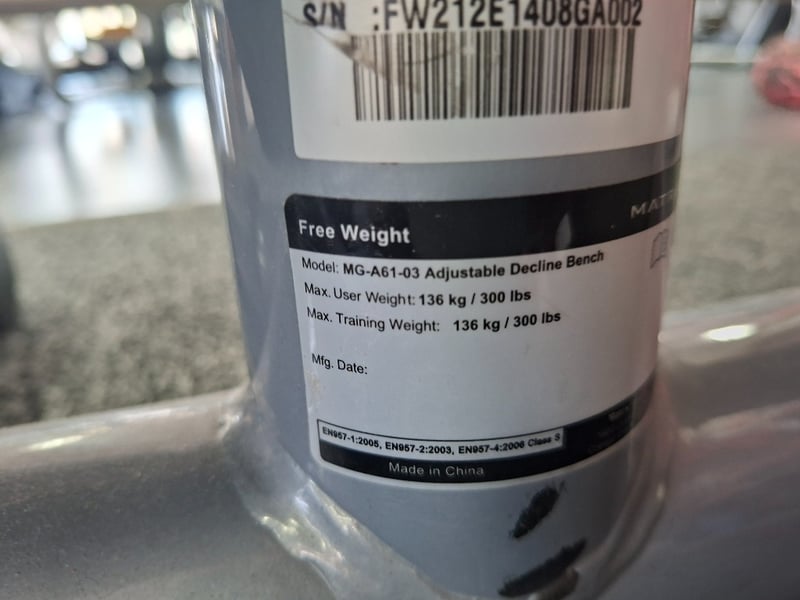 S/N :FW212E1408GA002
Free Weight
Model: MG-A61-03 Adjustable Decline Bench
Max. User Weight: 136 kg / 300 lbs
Max. Training Weight: 136 kg / 300 lbs
Mfg. Date:
EN957-1:2005, EN957-2:2003, EN957-4:2006 Class S
Made in China